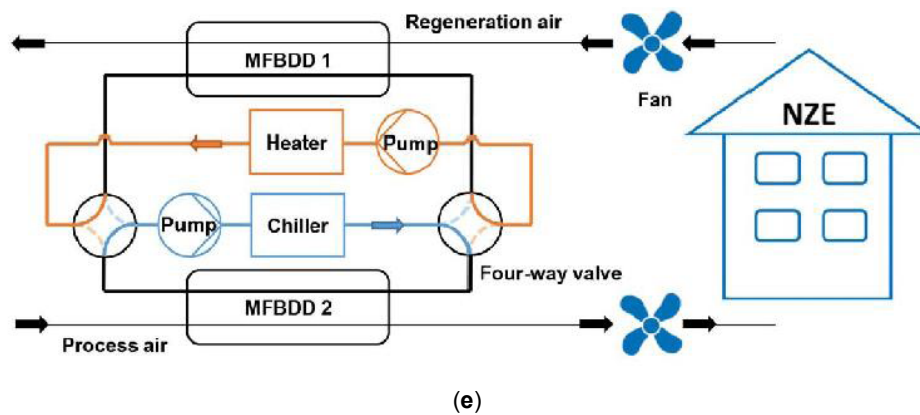 Regeneration air
MFBDD 1
Fan
NZE
Heater
Pump
Pump
Chiller
Four-way valve
MFBDD 2
Process air
(e)